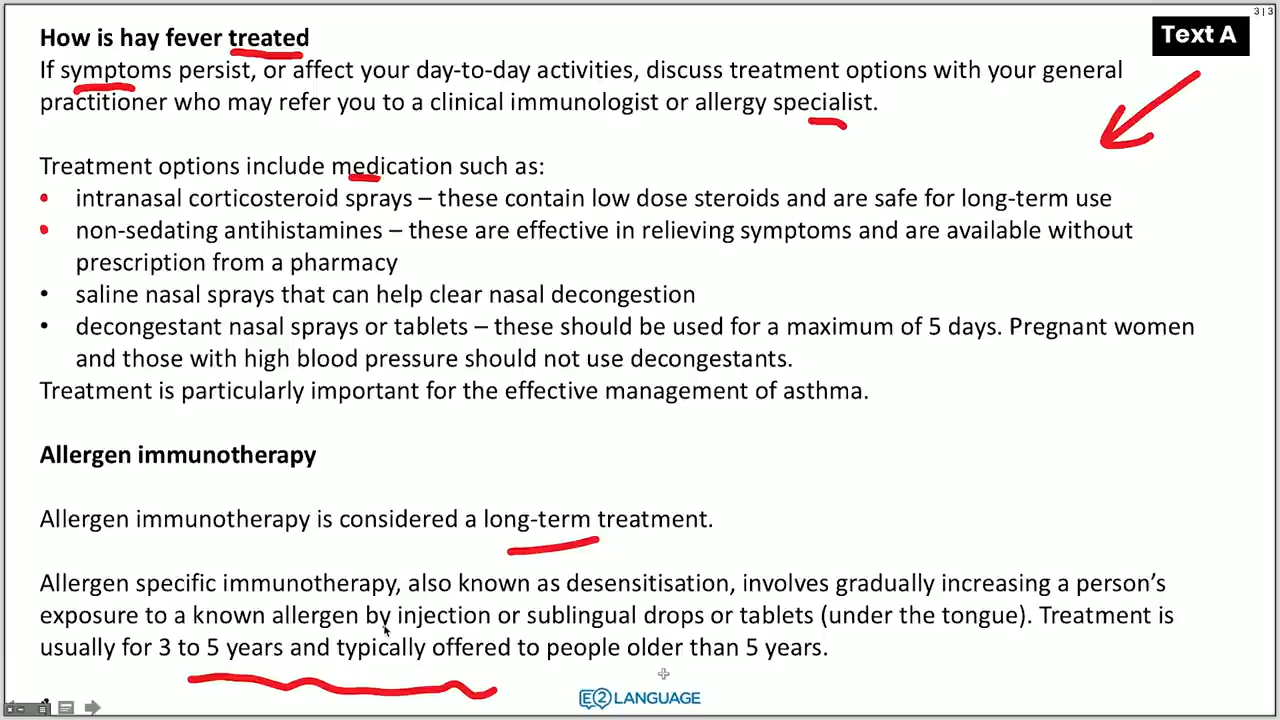 3 | 3
How is hay fever treated
Text A
If symptoms persist, or affect your day-to-day activities, discuss treatment options with your general
practitioner who may refer you to a clinical immunologist or allergy specialist.
Treatment options include medication such as:
• intranasal corticosteroid sprays – these contain low dose steroids and are safe for long-term use
• non-sedating antihistamines – these are effective in relieving symptoms and are available without
prescription from a pharmacy
• saline nasal sprays that can help clear nasal decongestion
• decongestant nasal sprays or tablets – these should be used for a maximum of 5 days. Pregnant women
and those with high blood pressure should not use decongestants.
Treatment is particularly important for the effective management of asthma.
Allergen immunotherapy
Allergen immunotherapy is considered a long-term treatment.
Allergen specific immunotherapy, also known as desensitisation, involves gradually increasing a person’s
exposure to a known allergen by injection or sublingual drops or tablets (under the tongue). Treatment is
usually for 3 to 5 years and typically offered to people older than 5 years.
E2 LANGUAGE